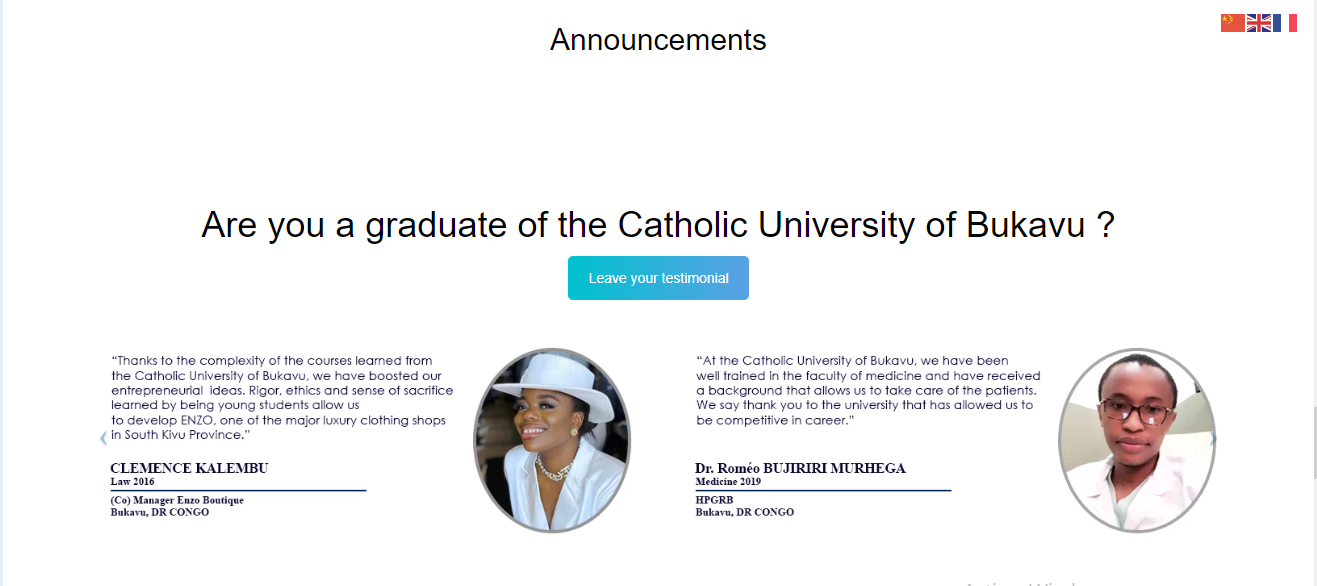 Announcements
Are you a graduate of the Catholic University of Bukavu ?
Leave your testimonial
“Thanks to the complexity of the courses learned from
the Catholic University of Bukavu, we have boosted our
entrepreneurial ideas. Rigor, ethics and sense of sacrifice
learned by being young students allow us
to develop ENZO, one of the major luxury clothing shops
in South Kivu Province.”
CLEMENCE KALEMBU
Law 2016
(Co) Manager Enzo Boutique
Bukavu, DR CONGO
“At the Catholic University of Bukavu, we have been
well trained in the faculty of medicine and have received
a background that allows us to take care of the patients.
We say thank you to the university that has allowed us to
be competitive in career.”
Dr. Roméo BUJIRIRI MURHEGA
Medicine 2019
HPGRB
Bukavu, DR CONGO